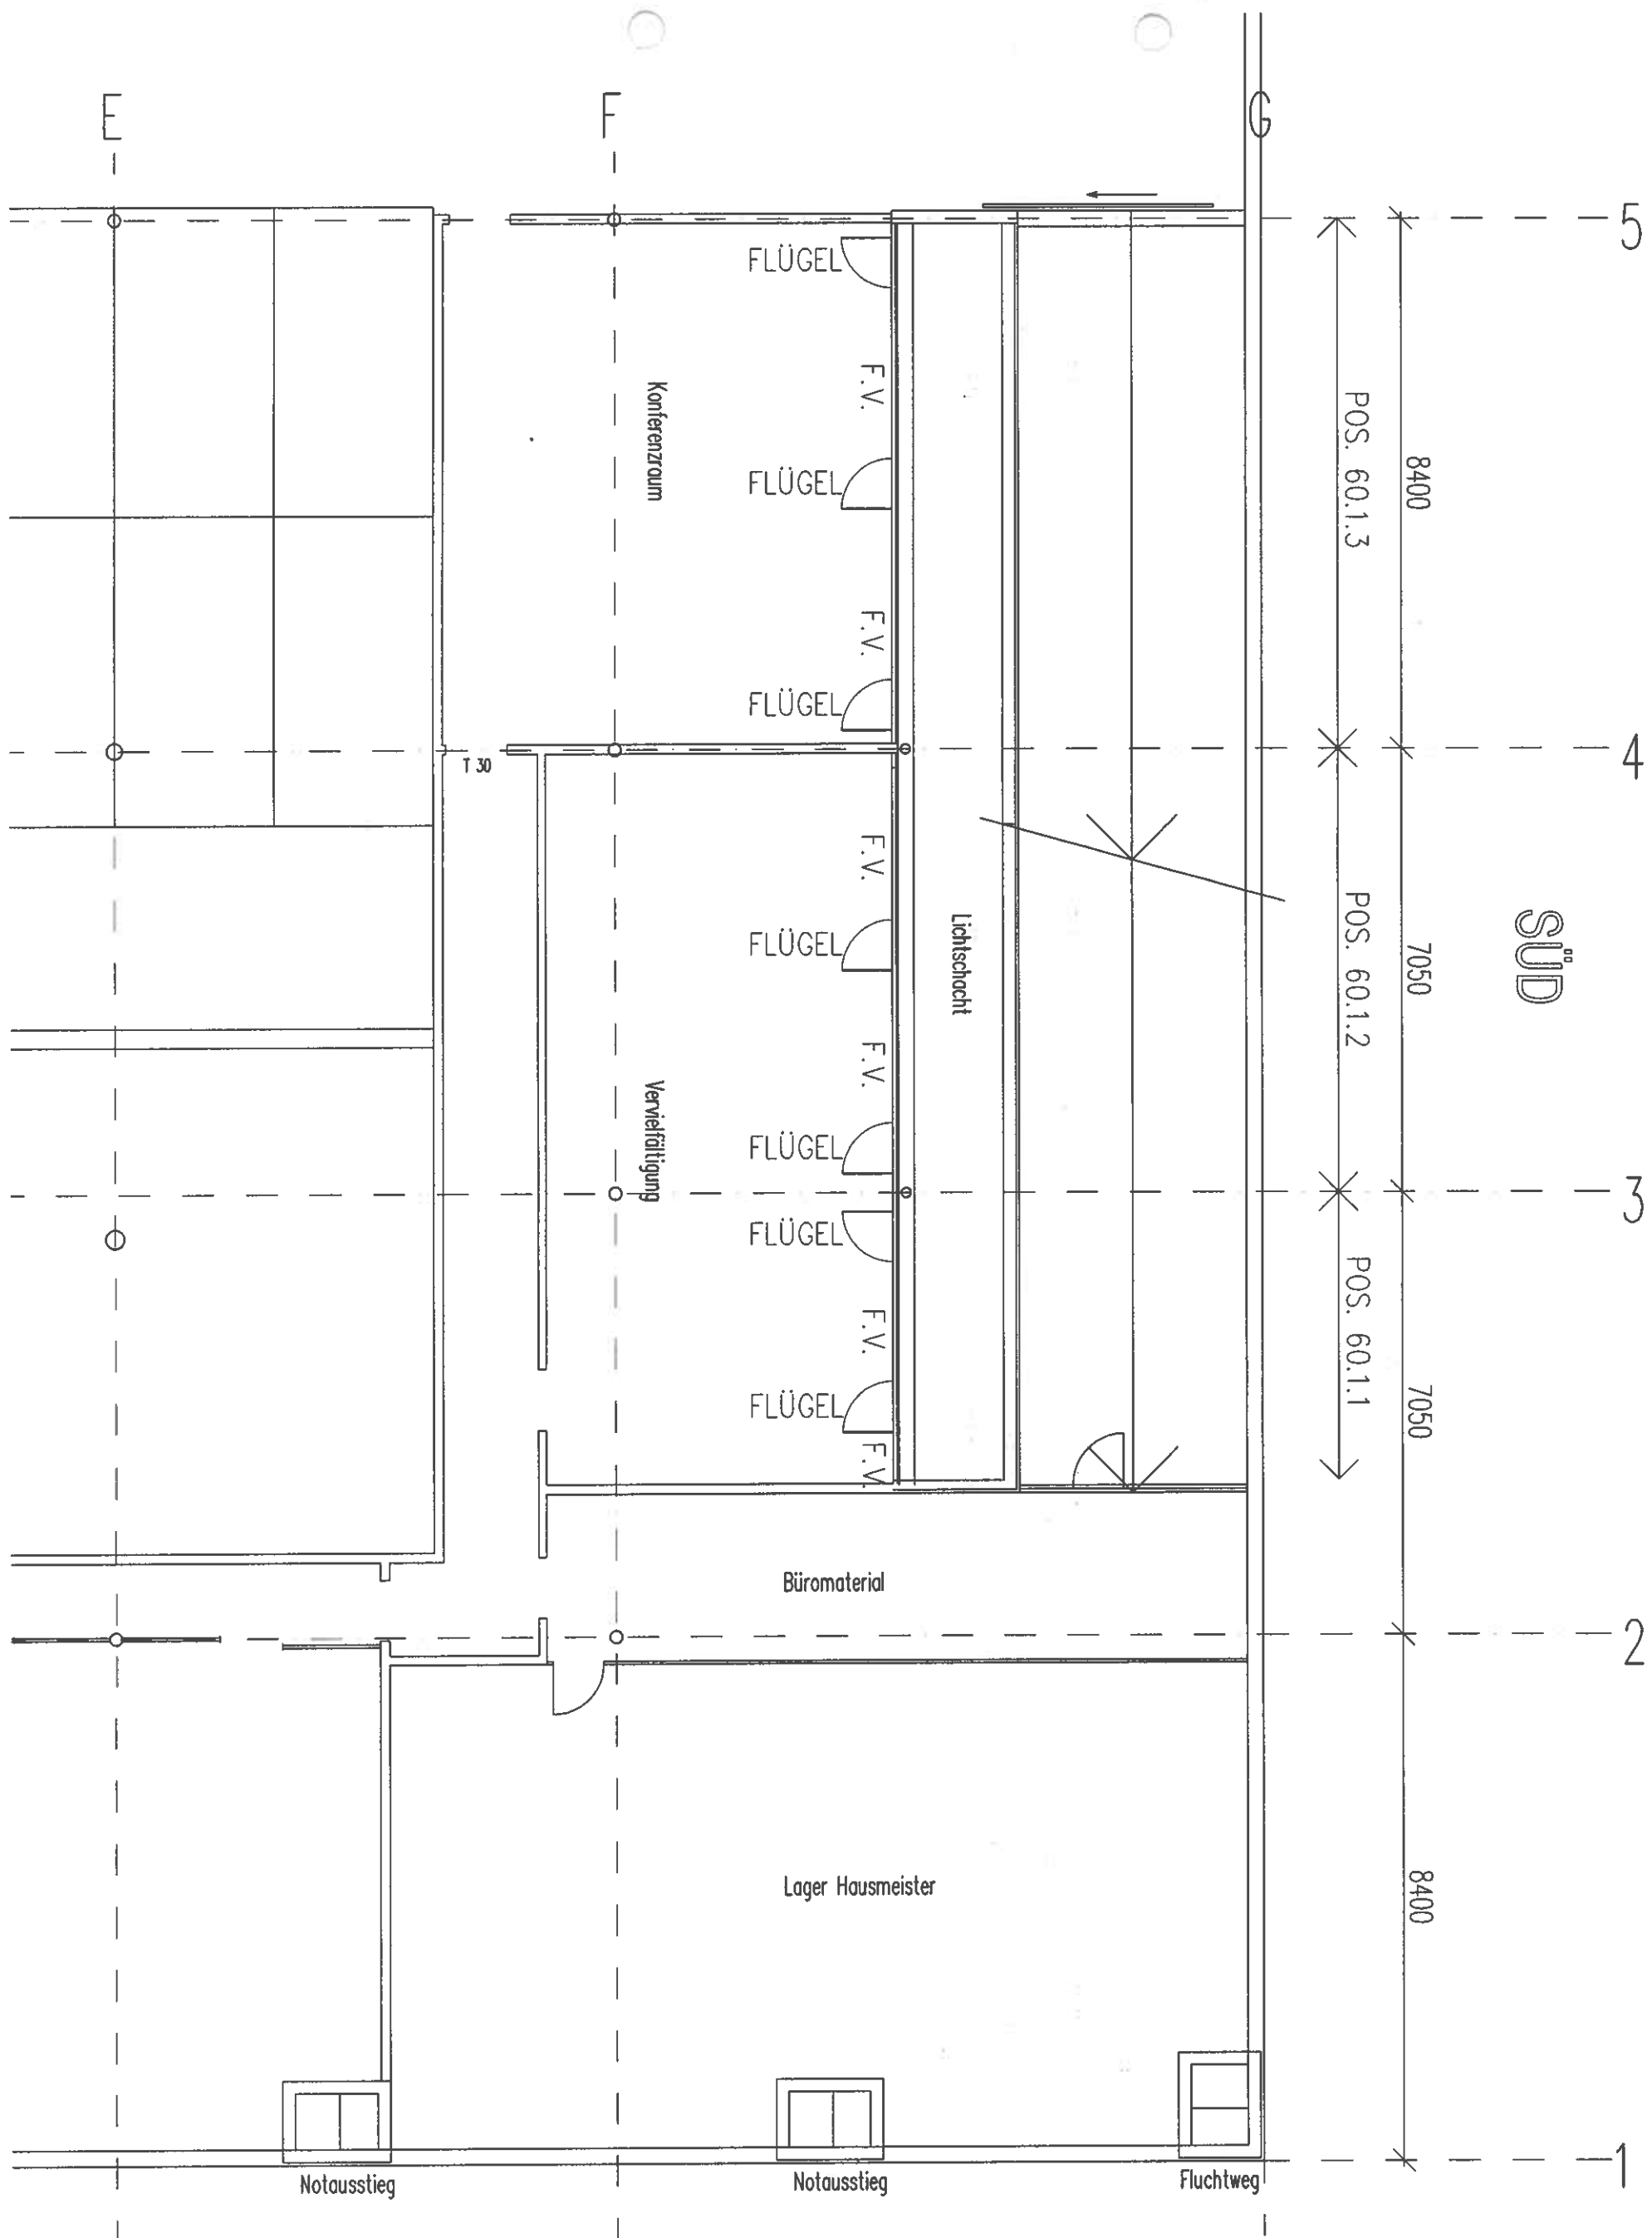 E
F
G
5
FLÜGEL
F.V.
Konferenzraum
POS. 60.1.3
8400
FLÜGEL
F.V.
FLÜGEL
4
T 30
F.V.
FLÜGEL
Lichtschacht
POS. 60.1.2
7050
SÜD
F.V.
Vervielfältigung
FLÜGEL
3
FLÜGEL
F.V.
POS. 60.1.1
7050
FLÜGEL
F.V.
Büromaterial
2
Lager Hausmeister
8400
1
Notausstieg
Notausstieg
Fluchtweg